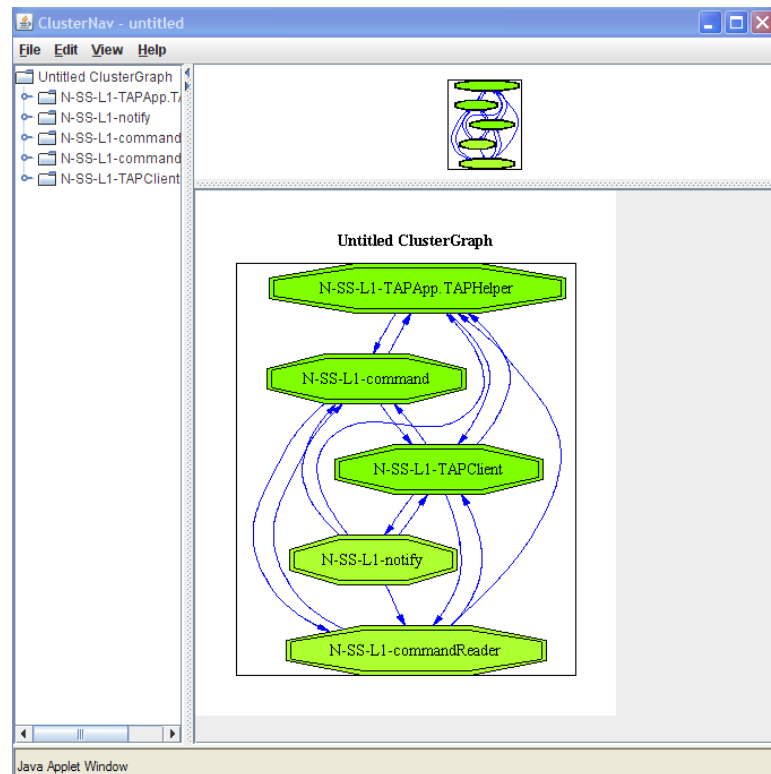 ClusterNav - untitled
File Edit View Help
Untitled ClusterGraph
N-SS-L1-TAPApp.TA
N-SS-L1-notify
N-SS-L1-command
N-SS-L1-command
N-SS-L1-TAPClient
Untitled ClusterGraph
N-SS-L1-TAPApp.TAPHelper
N-SS-L1-command
N-SS-L1-TAPClient
N-SS-L1-notify
N-SS-L1-commandReader
Java Applet Window